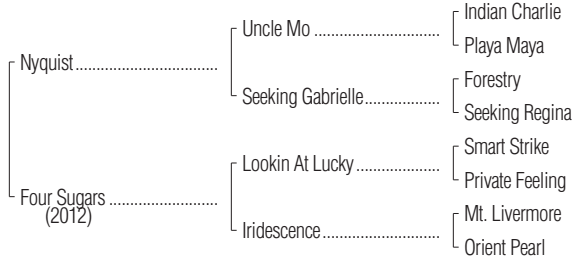 Indian Charlie
Uncle Mo ..............................
Playa Maya
Nyquist..................................
Forestry
Seeking Gabrielle..................
Seeking Regina
Smart Strike
Lookin At Lucky ....................
Private Feeling
Four Sugars ..........................
(2012)
Mt. Livermore
Iridescence............................
Orient Pearl